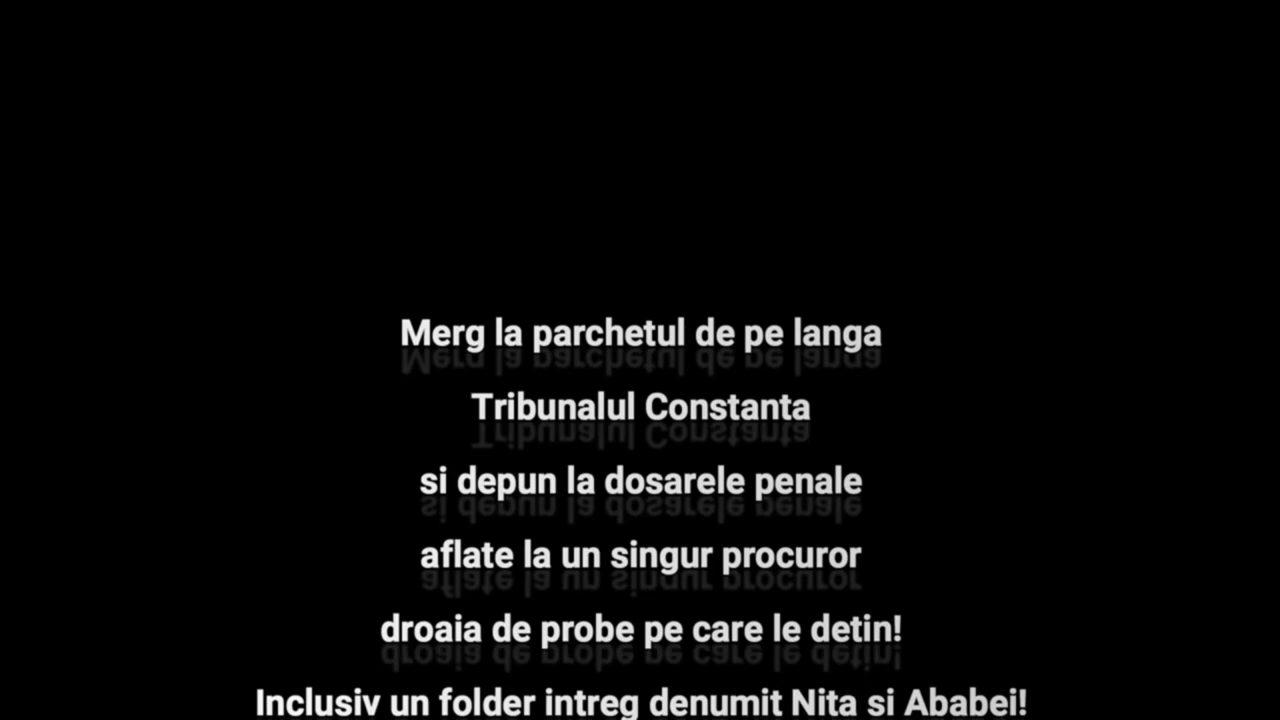 Merg la parchetul de pe langa
Tribunalul Constanta
si depun la dosarele penale
aflate la un singur procuror
droaia de probe pe care le detin!
Inclusiv un folder intreg denumit Nita si Ababei!